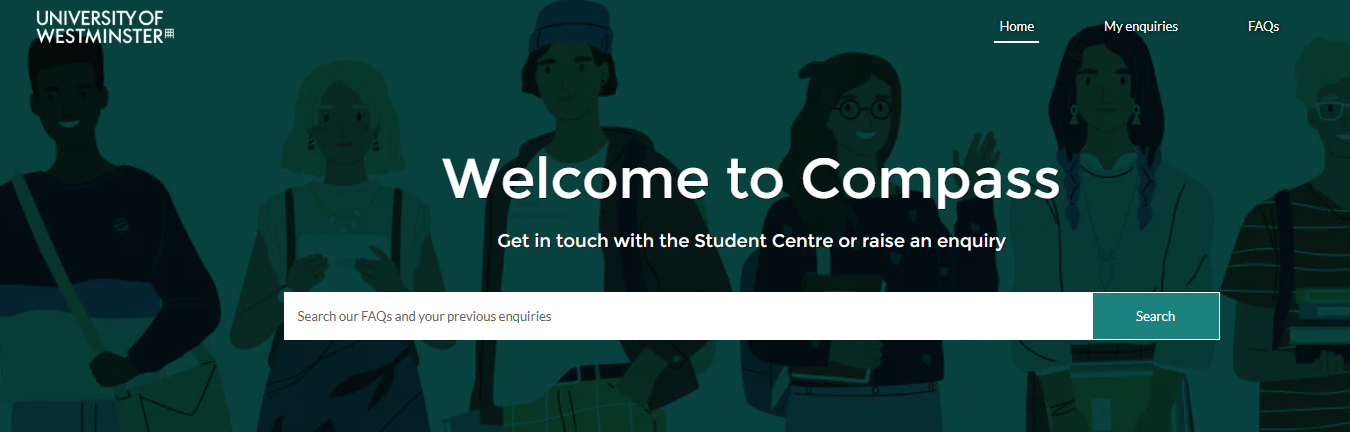 UNIVERSITY OF
WESTMINSTER
Home
My enquiries
FAQs
Welcome to Compass
Get in touch with the Student Centre or raise an enquiry
Search our FAQs and your previous enquiries
Search